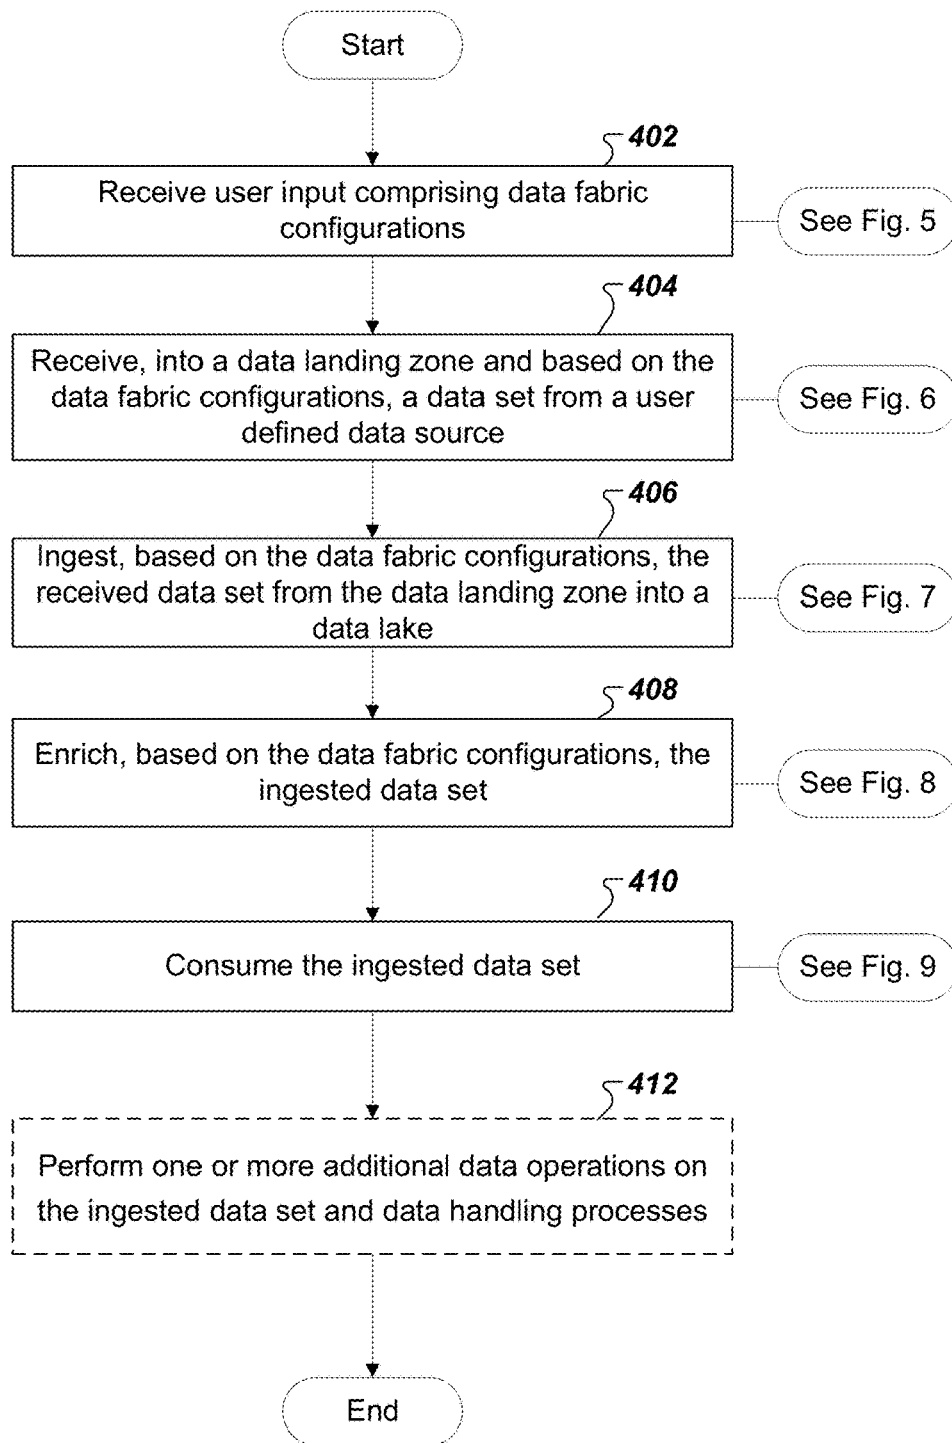 Start
402
Receive user input comprising data fabric
configurations
See Fig. 5
404
Receive, into a data landing zone and based on the
data fabric configurations, a data set from a user
defined data source
See Fig. 6
406
Ingest, based on the data fabric configurations, the
received data set from the data landing zone into a
data lake
See Fig. 7
408
Enrich, based on the data fabric configurations, the
ingested data set
See Fig. 8
410
Consume the ingested data set
See Fig. 9
412
Perform one or more additional data operations on
the ingested data set and data handling processes
End